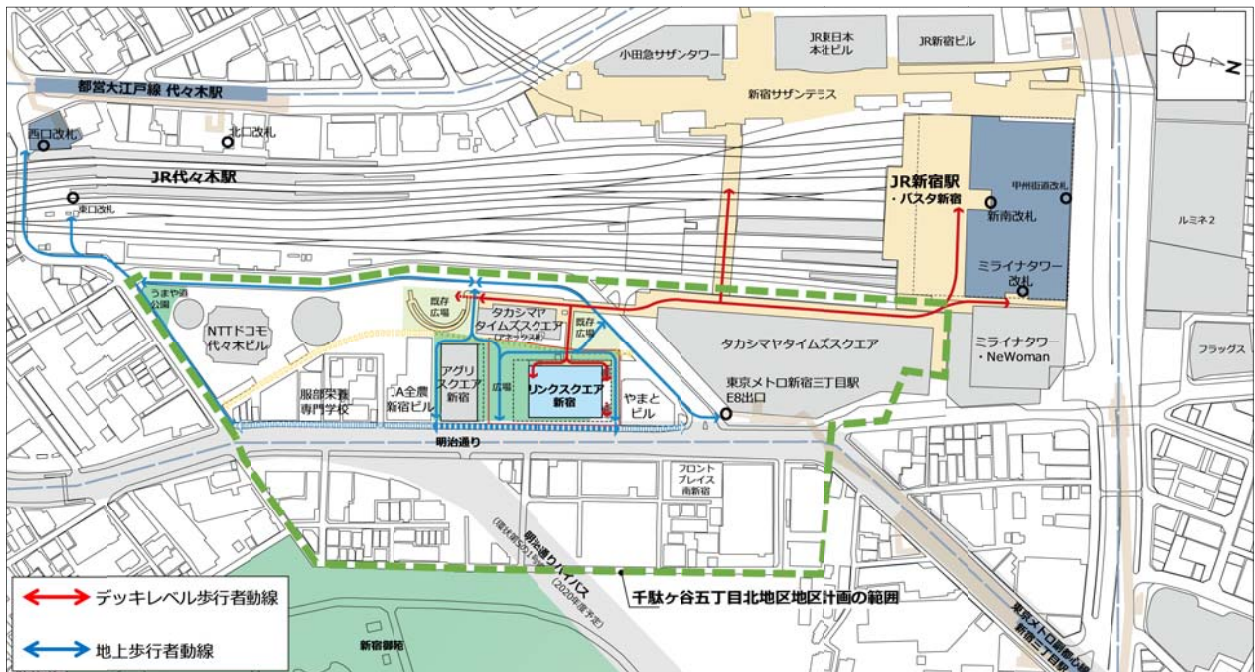 小田急サザンタワー
JR東日本
本社ビル
JR新宿ビル
N
都営大江戸線 代々木駅
新宿サザンテラス
西口改札
北口改札
JR代々木駅
東口改札
JR新宿駅
・バスタ新宿
甲州街道改札
新南改札
ルミネ2
ミライナタワー
改札
うまや道
公園
既存
広場
タカシマヤ
タイムズスクエア
既存
広場
NTTドコモ
代々木ビル
タカシマヤタイムズスクエア
ミライナタワー
・NeWoman
フラッグス
アグリ
スクエア
新宿
広場
リンクスクエア
新宿
東京メトロ新宿三丁目駅
E8出口
服部栄養
専門学校
JA全農
新宿ビル
やまと
ビル
明治通り
フロント
プレイス
南新宿
明治通りバイパス
(2020年度予定)
千駄ヶ谷五丁目北地区地区計画の範囲
デッキレベル歩行者動線
地上歩行者動線
新宿御苑
東京メトロ副都心線
新宿三丁目駅